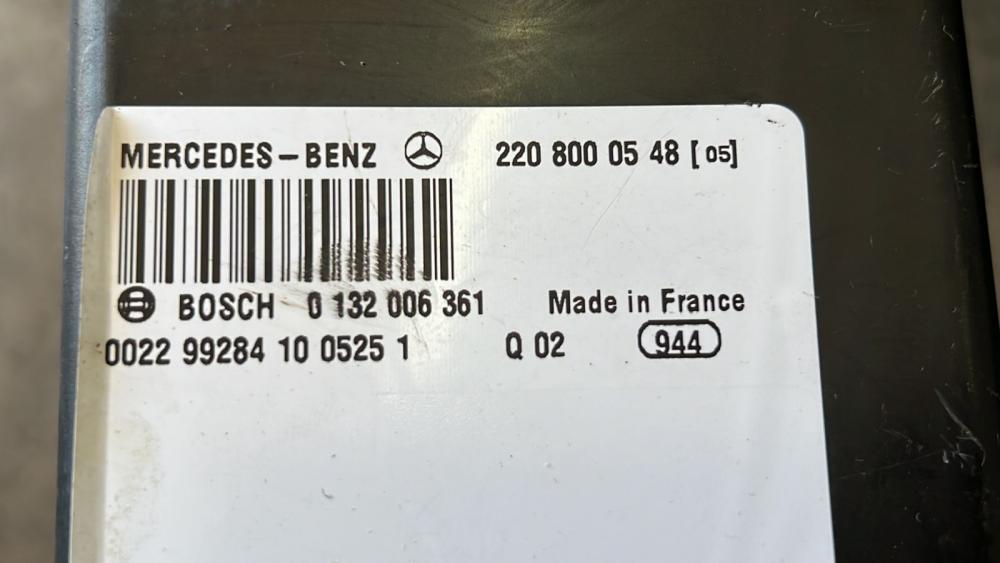 MERCEDES-BENZ 220 800 05 48 [05]
BOSCH 0 132 006 361 Made in France
0022 99284 10 0525 1 Q 02 944